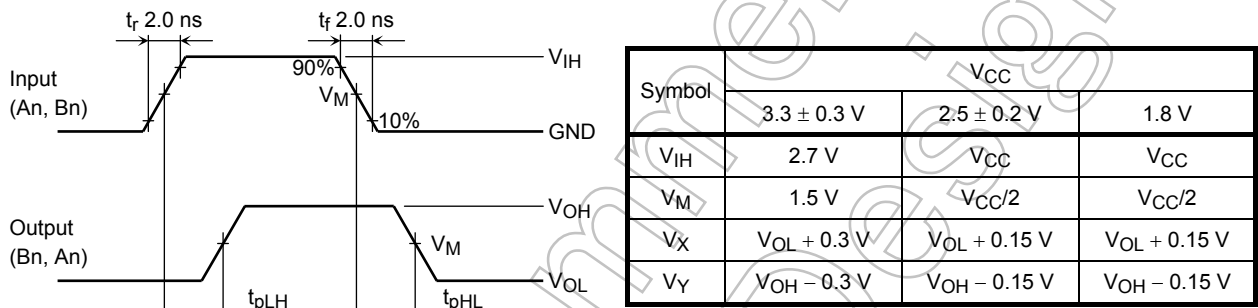 tr 2.0 ns
tf 2.0 ns
Input
(An, Bn)
90%
VM
10%
VIH
GND
Output
(Bn, An)
VOH
VM
VOL
tpLH
tpHL
Symbol
VCC
3.3 ± 0.3 V
2.5 ± 0.2 V
1.8 V
VIH
2.7 V
VCC
VCC
VM
1.5 V
VCC/2
VCC/2
VX
VOL + 0.3 V
VOL + 0.15 V
VOL + 0.15 V
VY
VOH − 0.3 V
VOH − 0.15 V
VOH − 0.15 V